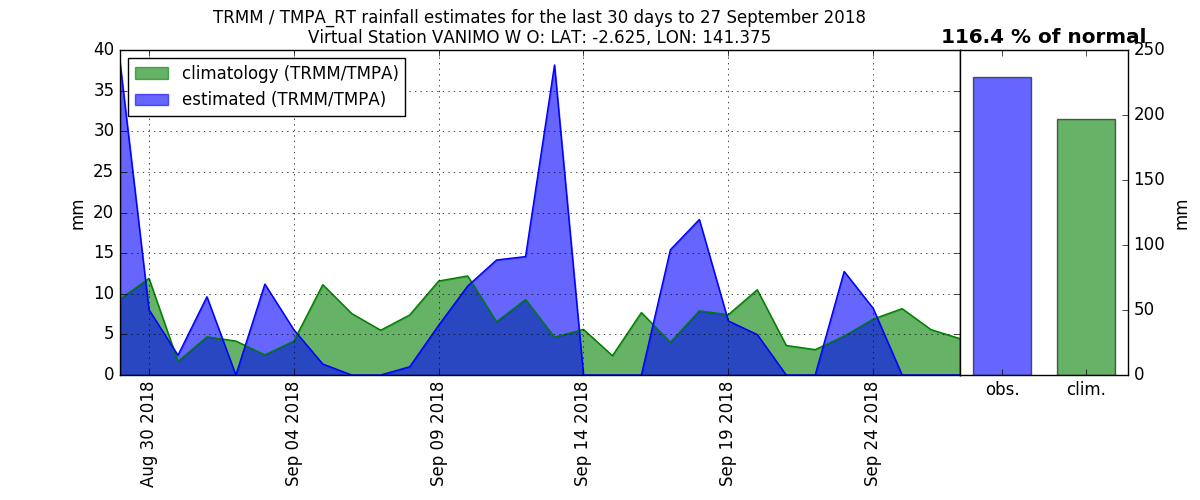 TRMM / TMPA_RT rainfall estimates for the last 30 days to 27 September 2018
Virtual Station VANIMO W O: LAT: -2.625, LON: 141.375
116.4 % of normal
climatology (TRMM/TMPA)
estimated (TRMM/TMPA)
40
35
30
25
20
15
10
5
0
mm
Aug 30 2018
Sep 04 2018
Sep 09 2018
Sep 14 2018
Sep 19 2018
Sep 24 2018
250
200
150
100
50
0
mm
obs.
clim.